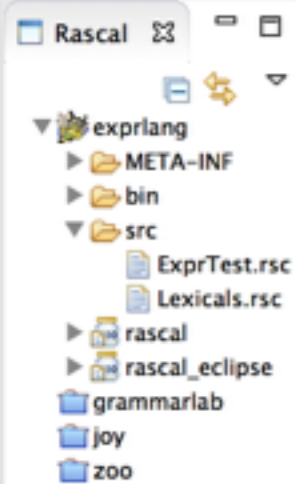 Rascal
exprlang
META-INF
bin
src
ExprTest.rsc
Lexicals.rsc
rascal
rascal_eclipse
grammarlab
joy
zoo